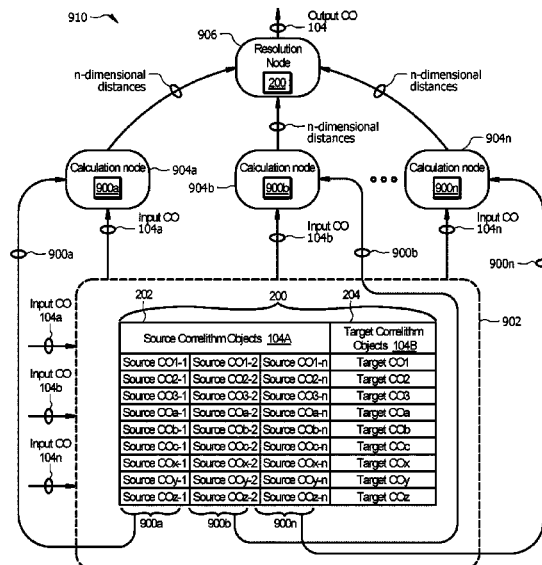 910
Output CO
104
906
Resolution
Node
200
n-dimensional
distances
n-dimensional
distances
n-dimensional
distances
Calculation node
900a
904a
Calculation node
900b
904b
Calculation node
900n
904n
Input CO
104a
Input CO
104b
Input CO
104n
900a
900b
900n
202
200
204
902
Input CO
104a
Input CO
104b
Input CO
104n
Source Correlithm Objects 104A
Target Correlithm
Objects 104B
Source CO1-1 Source CO1-2 Source CO1-n Target CO1
Source CO2-1 Source CO2-2 Source CO2-n Target CO2
Source CO3-1 Source CO3-2 Source CO3-n Target CO3
Source COa-1 Source COa-2 Source COa-n Target COa
Source COb-1 Source COb-2 Source COb-n Target COb
Source COc-1 Source COc-2 Source COc-n Target COc
Source COx-1 Source COx-2 Source COx-n Target COx
Source COy-1 Source COy-2 Source COy-n Target COy
Source COz-1 Source COz-2 Source COz-n Target COz
900a 900b 900n